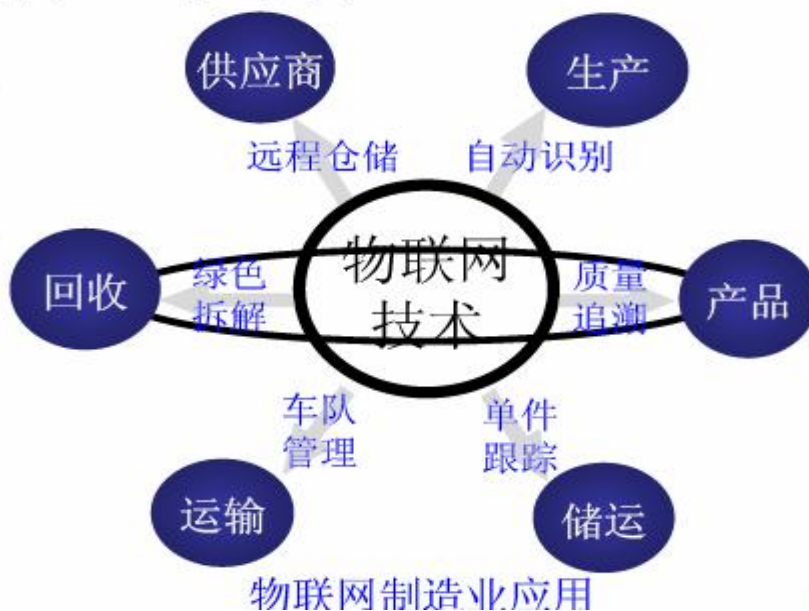 供应商
生产
远程仓储
自动识别
回收
绿色
拆解
物联网
技术
质量
追溯
产品
车队
管理
单件
跟踪
运输
储运
物联网制造业应用